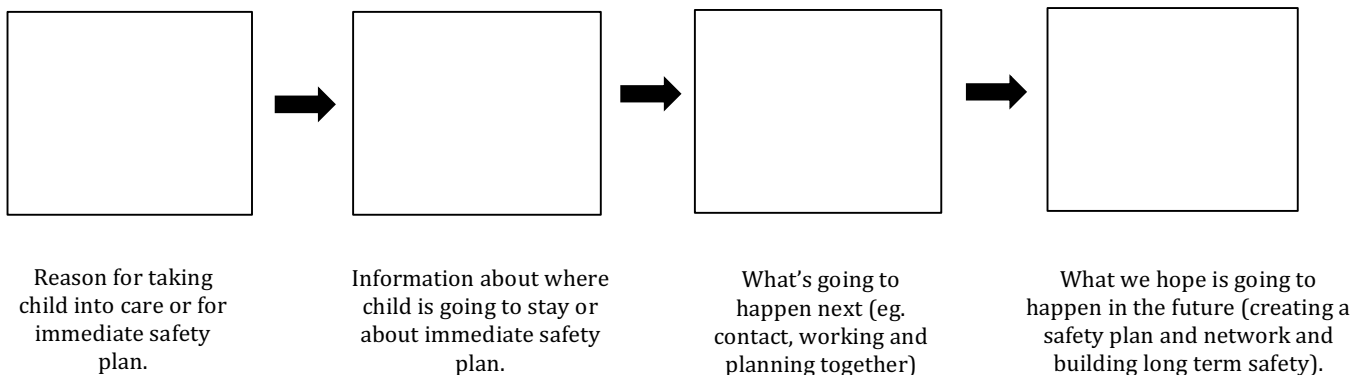 Reason for taking
child into care or for
immediate safety
plan.
Information about where
child is going to stay or
about immediate safety
plan.
What’s going to
happen next (eg.
contact, working and
planning together)
What we hope is going to
happen in the future (creating a
safety plan and network and
building long term safety).